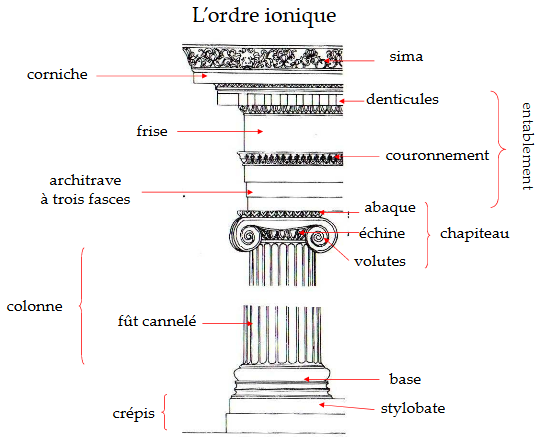 L'ordre ionique
sima
corniche
denticules
frise
entablement
couronnement
architrave
à trois fasces
abaque
échine
chapiteau
volutes
colonne
fût cannelé
base
crépis
stylobate